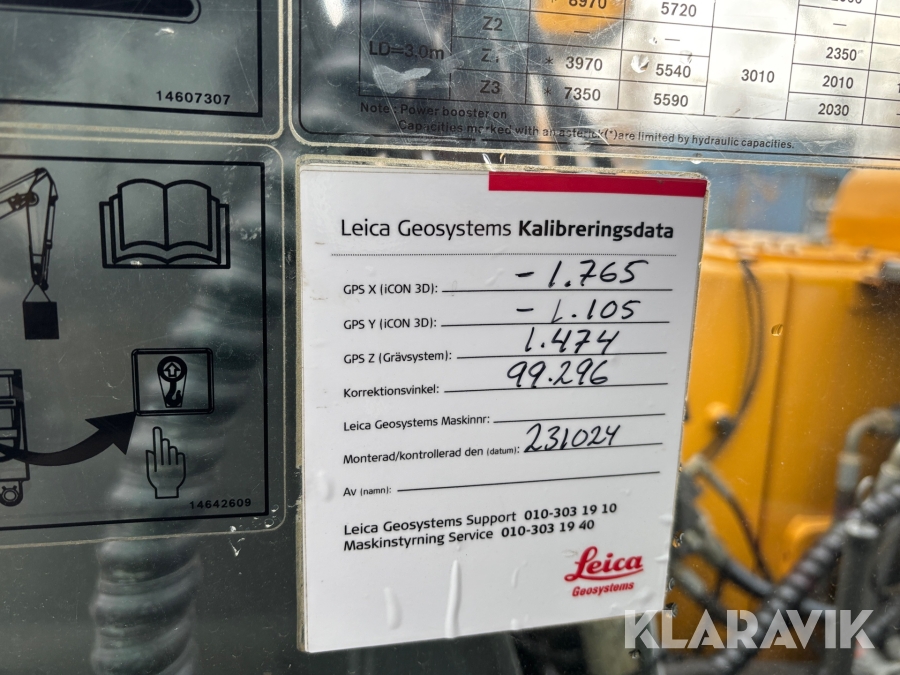 * 8970 5720
Z2 — — —
LD=3.0m Z1 * 3970 5540 3010 2350
2010
Z3 * 7350 5590 2030
Note : Power booster on
Capacities marked with an asterick(*)are limited by hydraulic capacities.
14607307
14642609
Leica Geosystems Kalibreringsdata
GPS X (iCON 3D): -1.765
GPS Y (iCON 3D): -1.105
GPS Z (Grävsystem): 1.474
Korrektionsvinkel: 99.296
Leica Geosystems Maskinnr:
Monterad/kontrollerad den (datum): 231024
Av (namn):
Leica Geosystems Support 010-303 19 10
Maskinstyrning Service 010-303 19 40
Leica
Geosystems
KLARAVIK